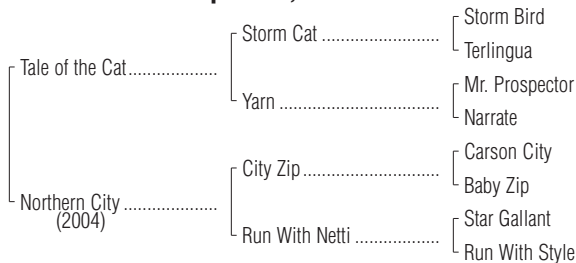 Storm Bird
Storm Cat
Terlingua
Tale of the Cat
Mr. Prospector
Yarn
Narrate
Carson City
City Zip
Baby Zip
Northern City
(2004)
Star Gallant
Run With Netti
Run With Style